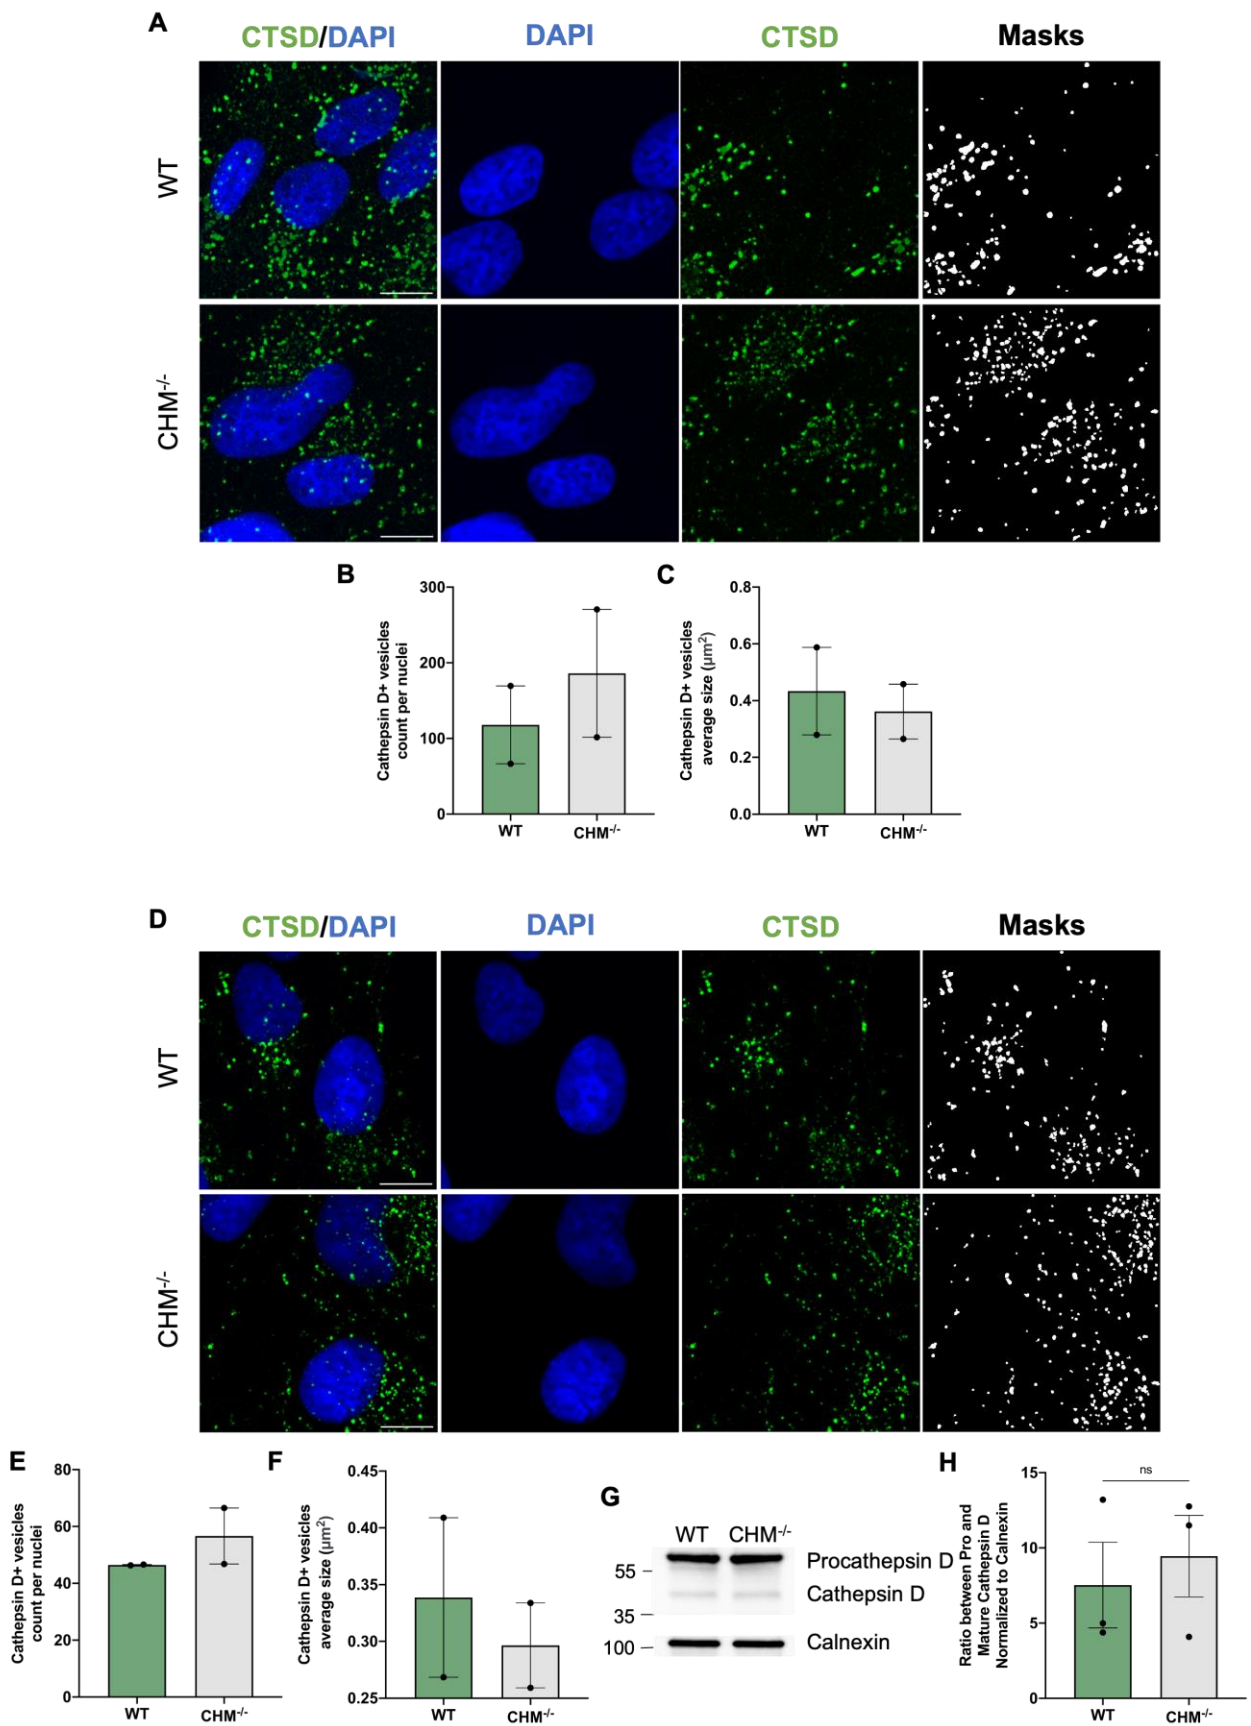 A
CTSD/DAPI
DAPI
CTSD
Masks
WT
CHM-/-
B
Cathepsin D+ vesicles
count per nuclei
300
200
100
0
WT
CHM-/-
C
Cathepsin D+ vesicles
average size (µm²)
0.8
0.6
0.4
0.2
0.0
WT
CHM-/-
D
CTSD/DAPI
DAPI
CTSD
Masks
WT
CHM-/-
E
Cathepsin D+ vesicles
count per nuclei
80
60
40
20
0
WT
CHM-/-
F
Cathepsin D+ vesicles
average size (µm²)
0.45
0.40
0.35
0.30
0.25
WT
CHM-/-
G
WT CHM-/-
55
35
100
Procathepsin D
Cathepsin D
Calnexin
H
Ratio between Pro and
Mature Cathepsin D
Normalized to Calnexin
15
10
5
0
ns
WT
CHM-/-